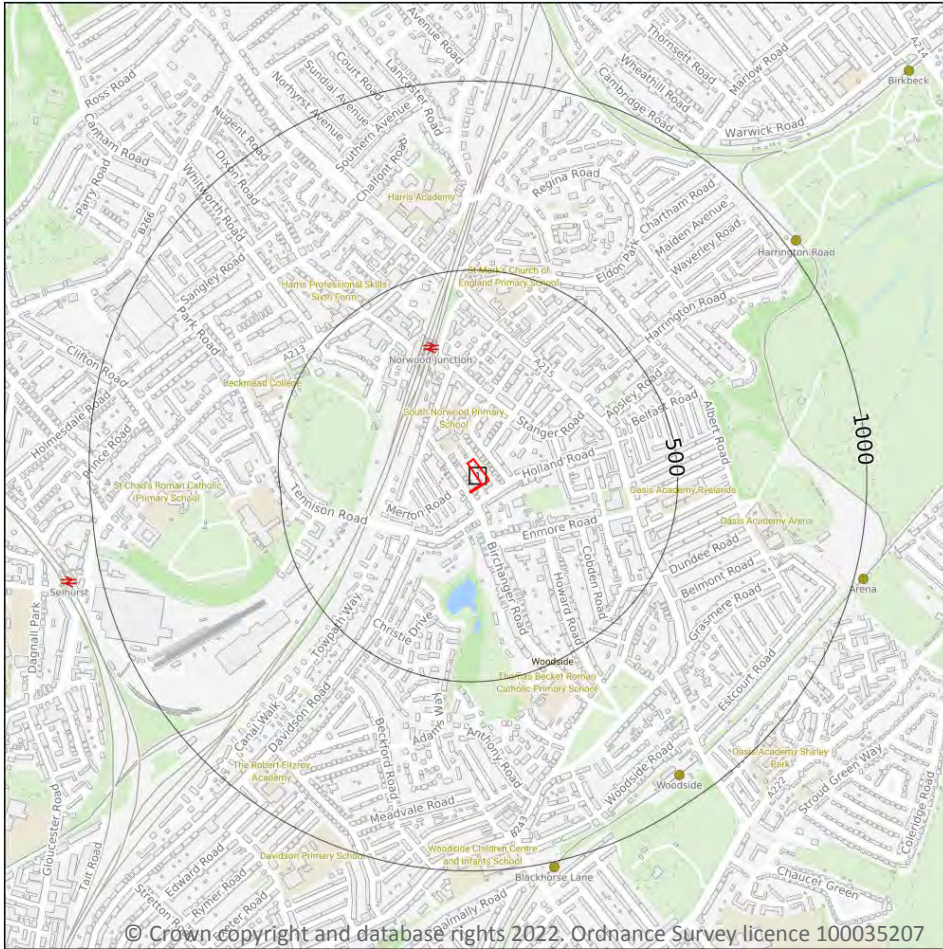 Avenue Road
Thornsett Road
Marlow Road
A214
Birkbeck
Ross Road
Court Road
Lancaster Road
Wheathill Road
Cambridge Road
Sundial Avenue
Norhyrst Avenue
Southern Avenue
Warwick Road
Canham Road
Nugent Road
Dixon Road
Chalfont Road
Parry Road
Whitworth Road
Regina Road
Harris Academy
Chartham Road
Malden Avenue
B266
Waverley Road
Harrington Road
Sangley Road
Eldon Park
St Mark's Church of
England Primary School
Harris Professional Skills
Sixth Form
Park Road
Harrington Road
A213
Norwood Junction
A215
Clifton Road
Beckmead College
Apsley Road
Belfast Road
Albert Road
Holmesdale Road
South Norwood Primary
School
Stanger Road
1000
500
Prince Road
Holland Road
St Chad's Roman Catholic
Primary School
Merton Road
Oasis Academy Ryelands
Tennison Road
Enmore Road
Oasis Academy Arena
Birchanger Road
Cobden Road
Howard Road
Dundee Road
Belmont Road
Selhurst
Arena
Dagnall Park
Towpath Way
Christie Drive
Grasmere Road
Woodside
Thomas Becket Roman
Catholic Primary School
Estcourt Road
Canal Walk
Davidson Road
Adam's Way
Anthony Road
Beckford Road
Oasis Academy Shirley
Park
The Robert Fitzroy
Academy
Woodside Road
Woodside
A222
Stroud Green Way
Coleridge Road
Gloucester Road
Meadvale Road
B243
Tait Road
Davidson Primary School
Woodside Children Centre
and Infants School
Blackhorse Lane
Edward Road
Chaucer Green
Stretton Road
Rymer Road
© Crown copyright and database rights 2022. Ordnance Survey licence 100035207